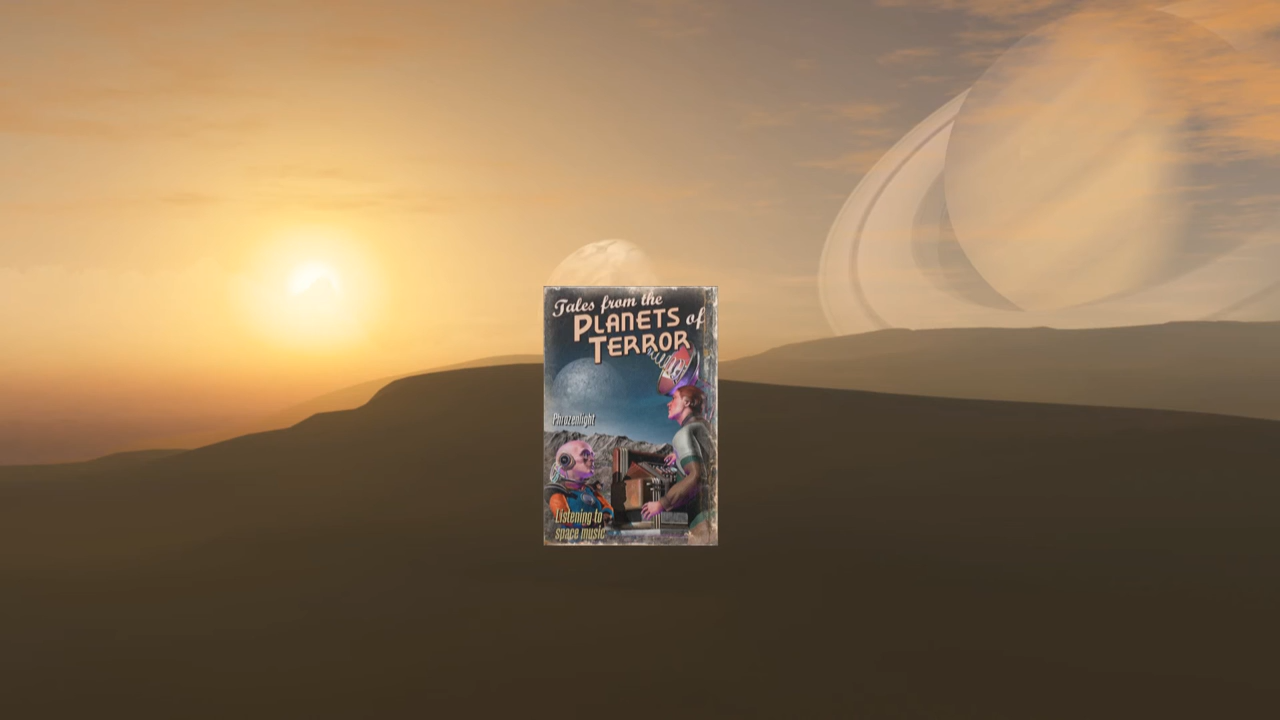 Tales from the
PLANETS of
TERROR
Phrozenlight
Listening to
space music